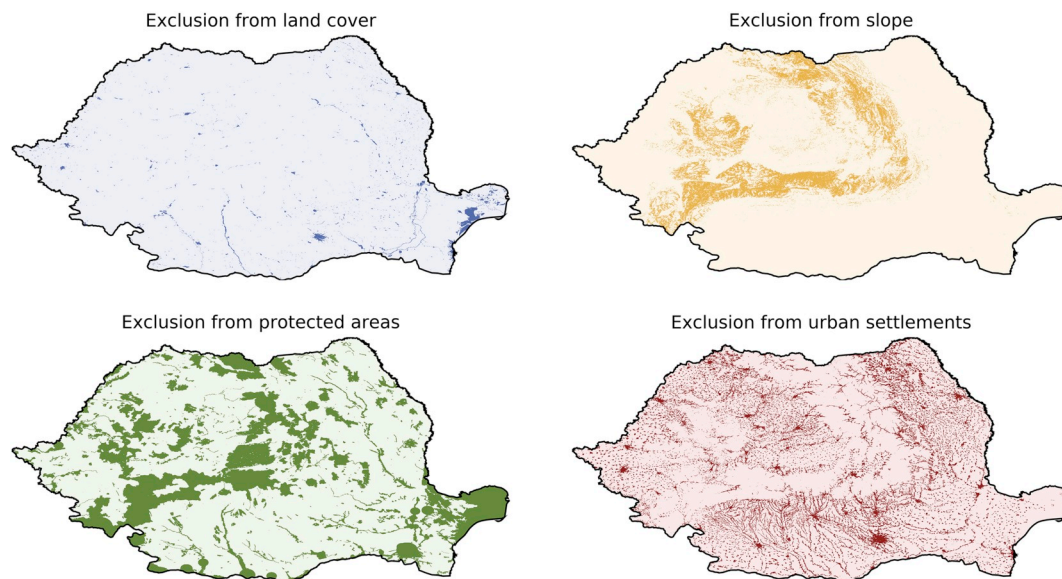 Exclusion from land cover
Exclusion from slope
Exclusion from protected areas
Exclusion from urban settlements